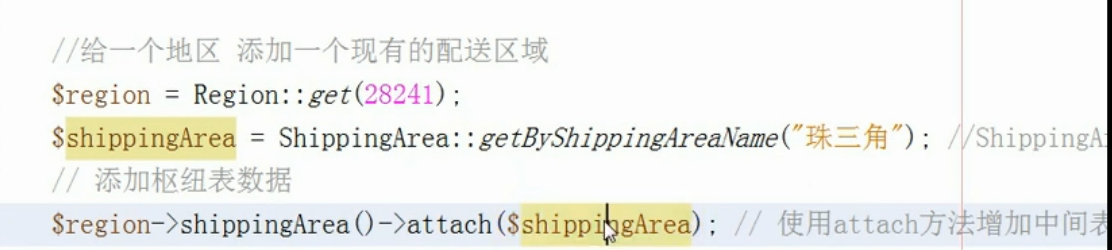 //给一个地区 添加一个现有的配送区域
$region = Region::get(28241);
$shippingArea = ShippingArea::getByShippingAreaName("珠三角"); //ShippingA
// 添加枢纽表数据
$region->shippingArea()->attach($shippingArea); // 使用attach方法增加中间表